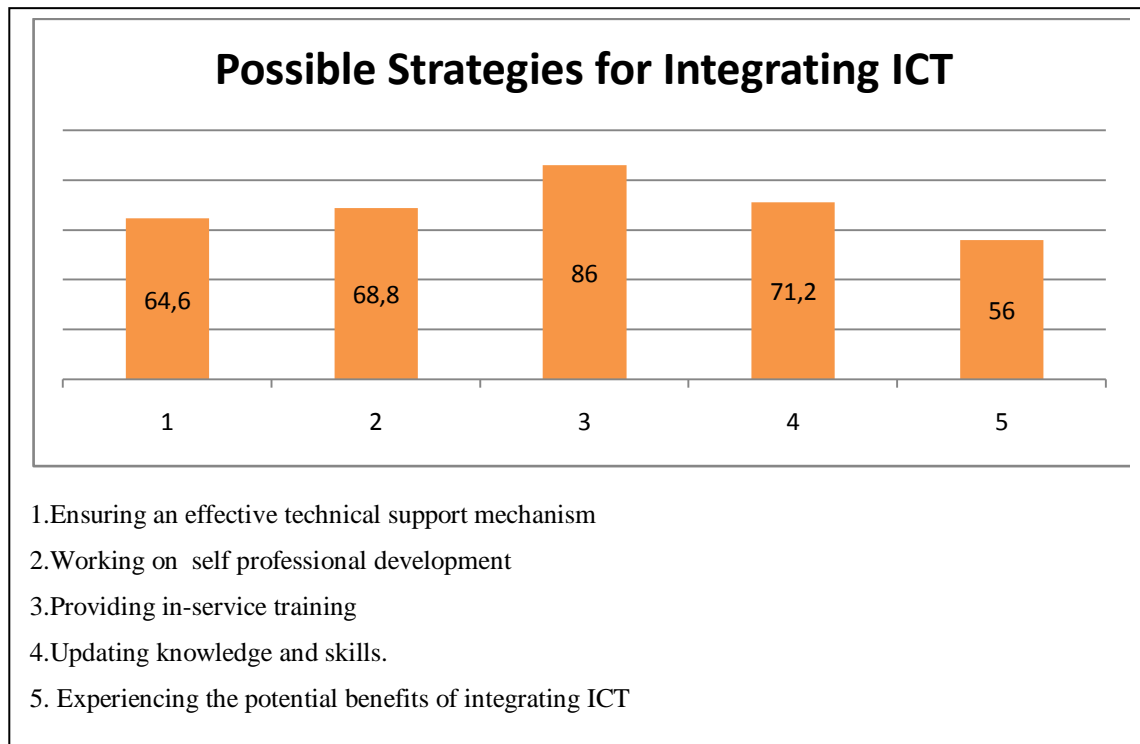 Possible Strategies for Integrating ICT
64,6
68,8
86
71,2
56
1 2 3 4 5
1.Ensuring an effective technical support mechanism
2.Working on  self professional development
3.Providing in-service training
4.Updating knowledge and skills.
5. Experiencing the potential benefits of integrating ICT